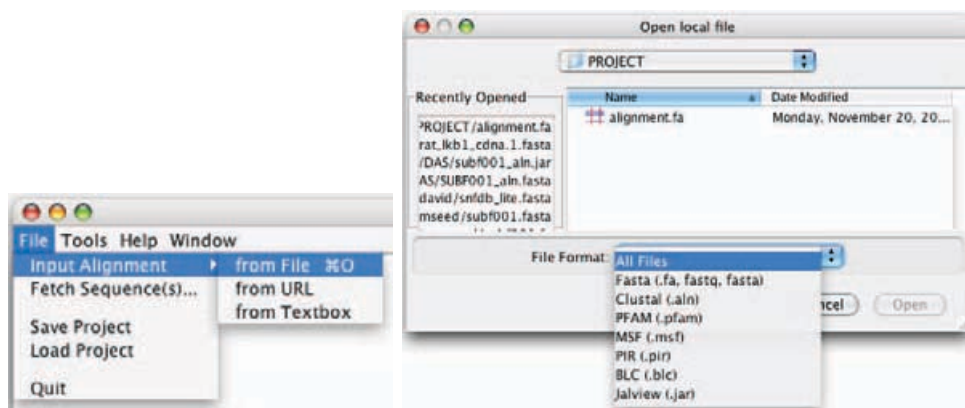 File Tools Help Window
Input Alignment
Fetch Sequence(s)...
Save Project
Load Project
Quit
from File ⌘O
from URL
from Textbox
Open local file
PROJECT
Recently Opened
PROJECT/alignment.fa
rat_lkb1_cdna.1.fasta
/DAS/subf001_aln.jar
AS/SUBF001_aln.fasta
david/snfdb_lite.fasta
mseed/subf001.fasta
Name Date Modified
alignment.fa Monday, November 20, 20...
File Format:
All Files
Fasta (.fa, fastq, fasta)
Clustal (.aln)
PFAM (.pfam)
MSF (.msf)
PIR (.pir)
BLC (.blc)
Jalview (.jar)
ncel Open